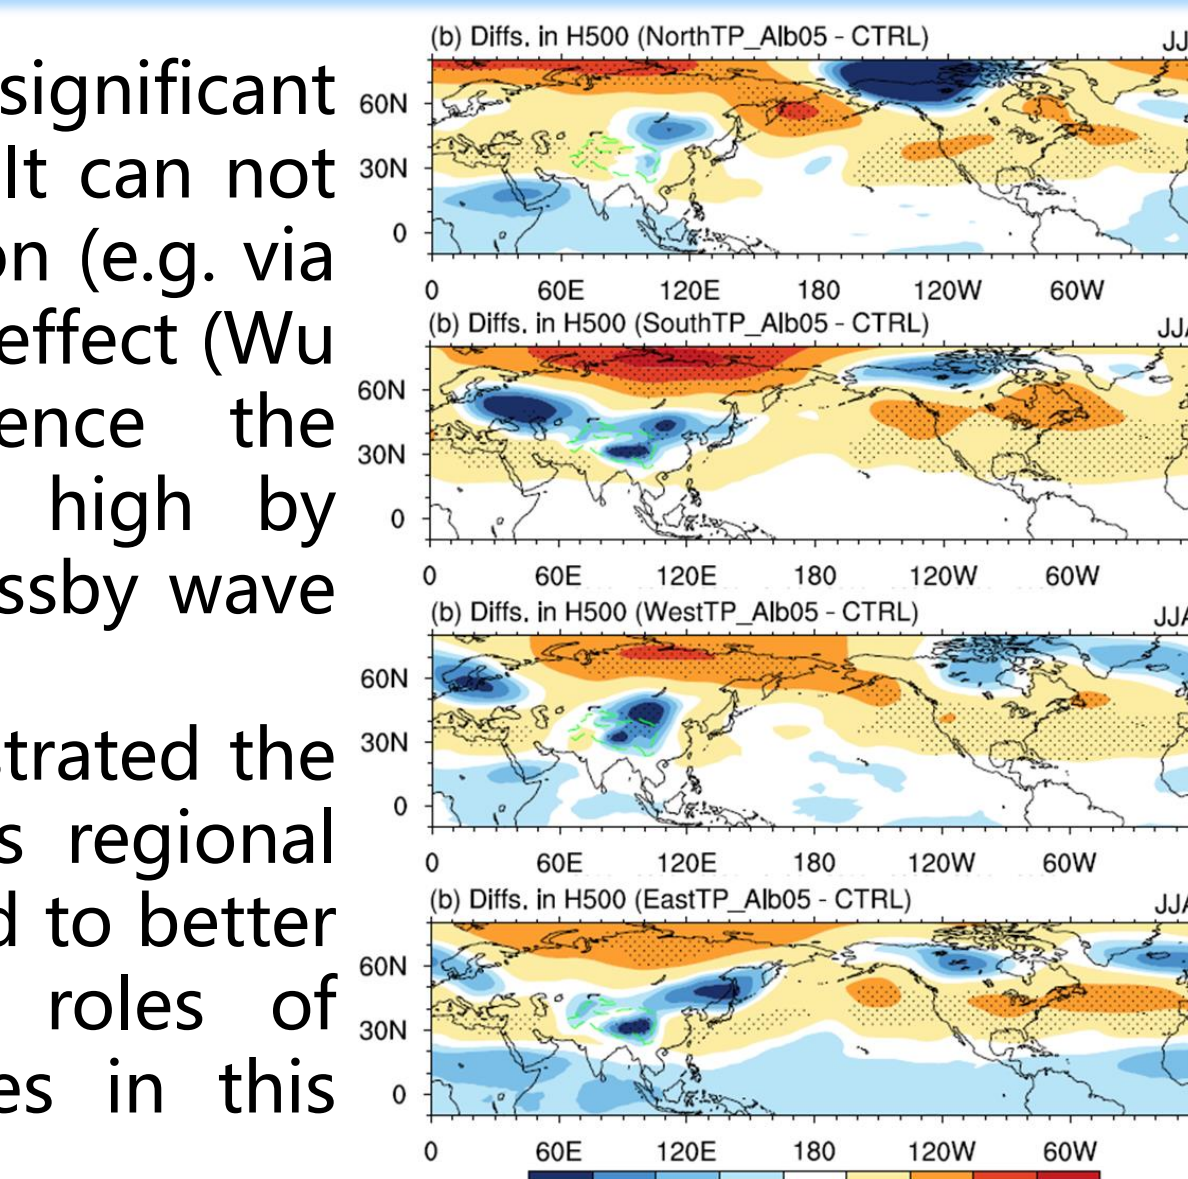 significant
It can not
on (e.g. via
effect (Wu
ence the
high by
ssby wave
strated the
s regional
d to better
roles of
es in this
(b) Diffs. in H500 (NorthTP_Alb05 - CTRL) JJ
60N
30N
0
0 60E 120E 180 120W 60W
(b) Diffs. in H500 (SouthTP_Alb05 - CTRL) JJA
60N
30N
0
0 60E 120E 180 120W 60W
(b) Diffs. in H500 (WestTP_Alb05 - CTRL) JJA
60N
30N
0
0 60E 120E 180 120W 60W
(b) Diffs. in H500 (EastTP_Alb05 - CTRL) JJA
60N
30N
0
0 60E 120E 180 120W 60W